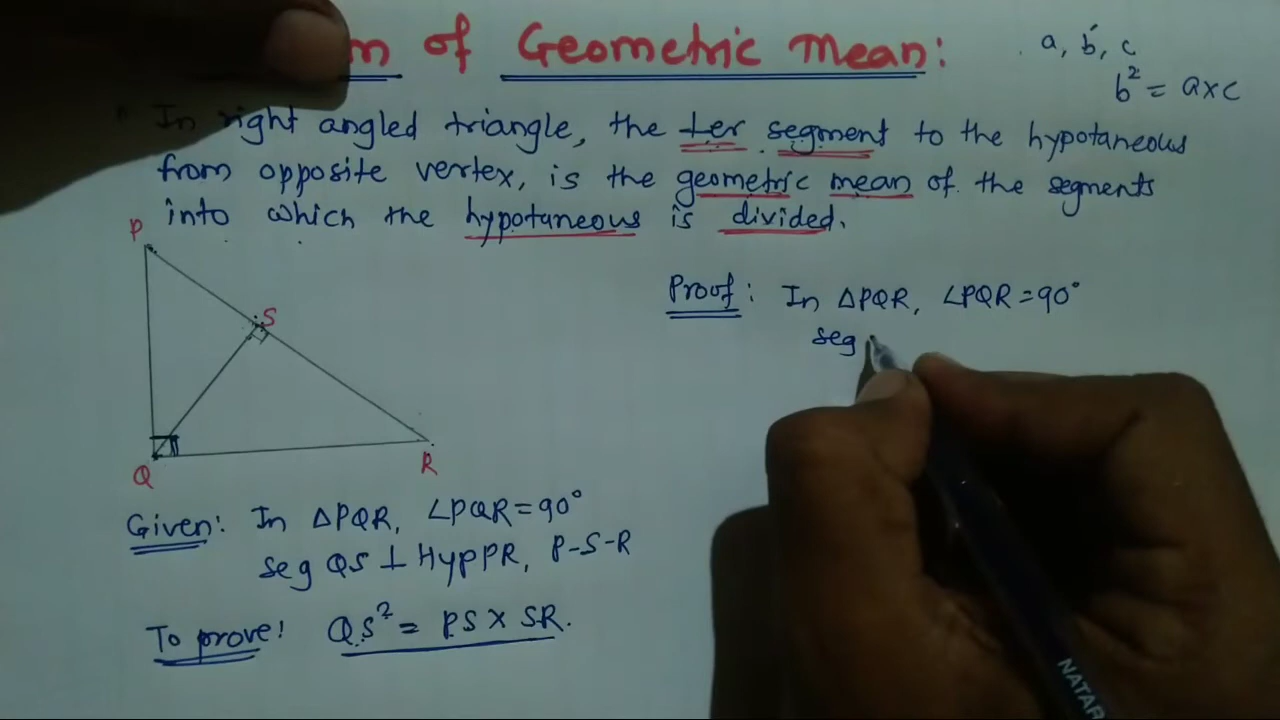 of Geometric Mean:
a, b, c
b² = a×c
In right angled triangle, the ⊥er segment to the hypotaneous
from opposite vertex, is the geometric mean of the segments
into which the hypotaneous is divided.
P
S
Q
R
Given: In ∆PQR, ∠PQR=90°
seg QS ⊥ Hyp PR, P-S-R
To prove! QS² = PS × SR.
Proof: In ∆PQR, ∠PQR=90°
seg
NATAR